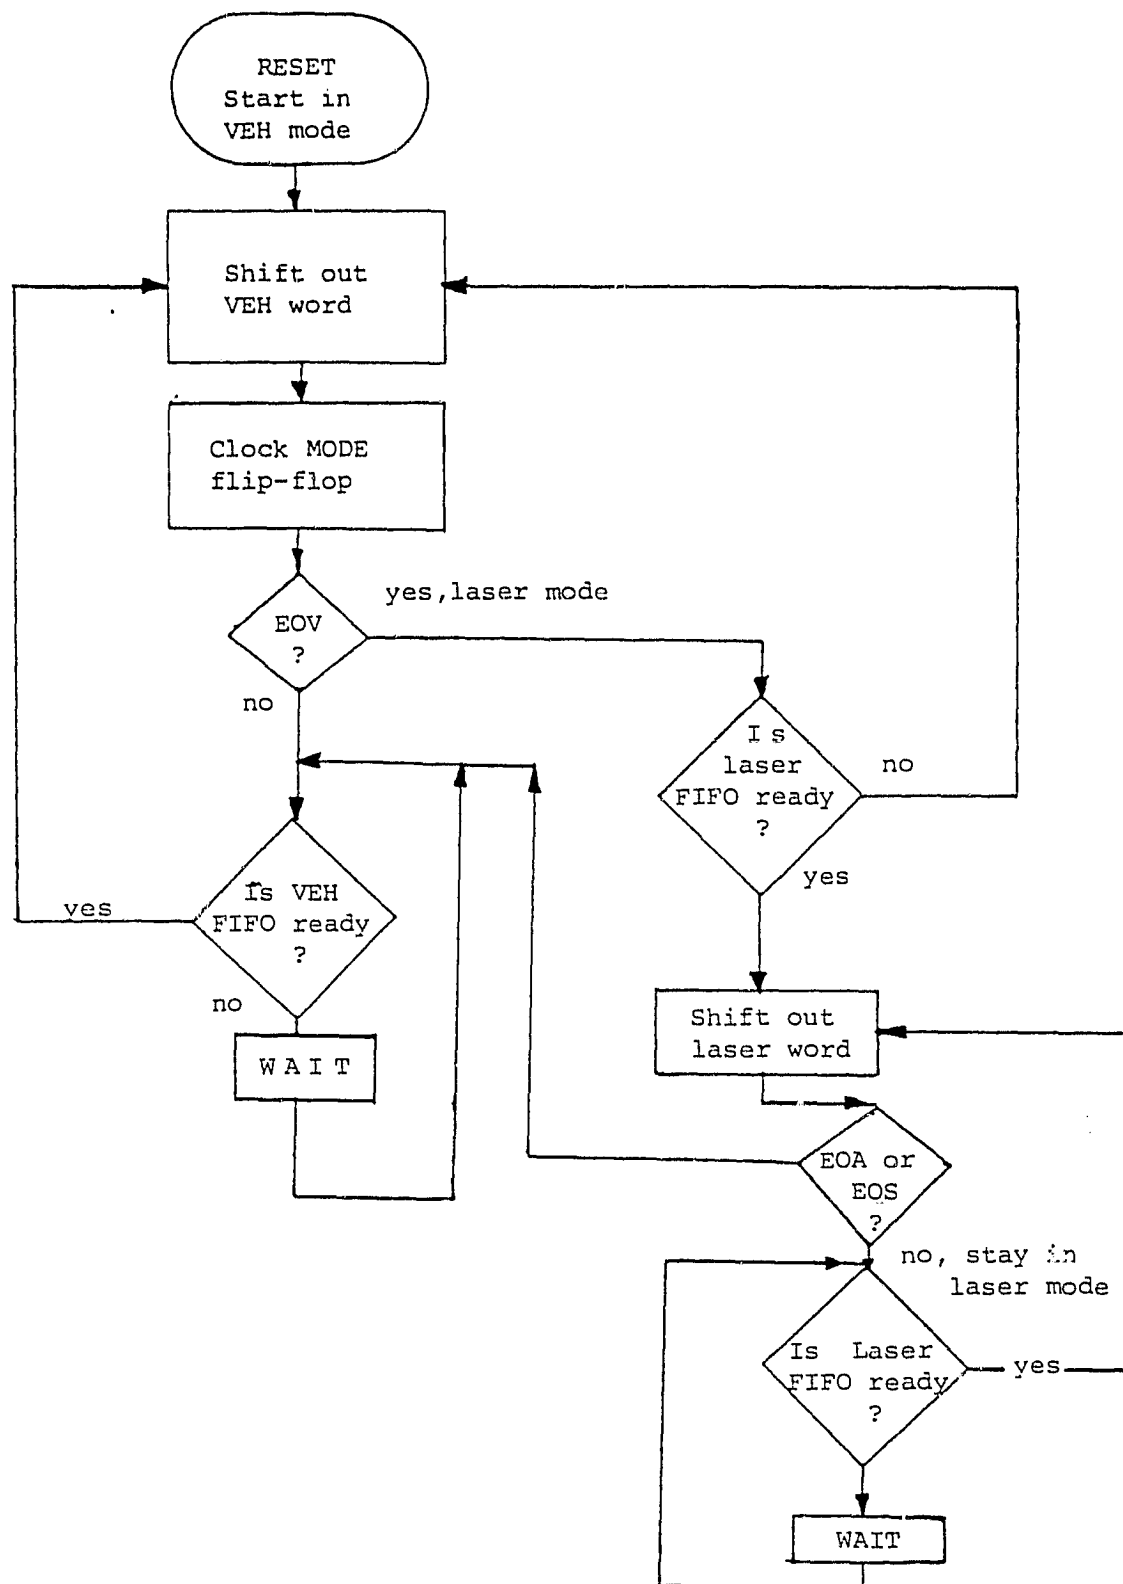 RESET
Start in
VEH mode
Shift out
VEH word
Clock MODE
flip-flop
EOV
?
yes,laser mode
no
Is
laser
FIFO ready
?
no
yes
Is VEH
FIFO ready
?
yes
no
WAIT
Shift out
laser word
EOA or
EOS
?
no, stay in
laser mode
Is Laser
FIFO ready
?
yes
WAIT